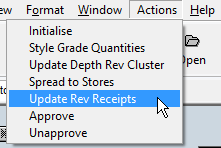 w Format Window Actions Help
Initialise
Style Grade Quantities
Update Depth Rev Cluster
Spread to Stores
Update Rev Receipts
Approve
Unapprove
Open